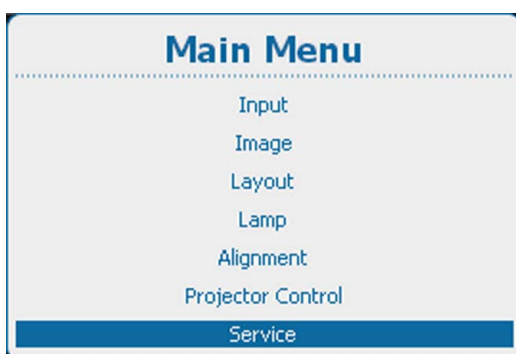 Main Menu
Input
Image
Layout
Lamp
Alignment
Projector Control
Service